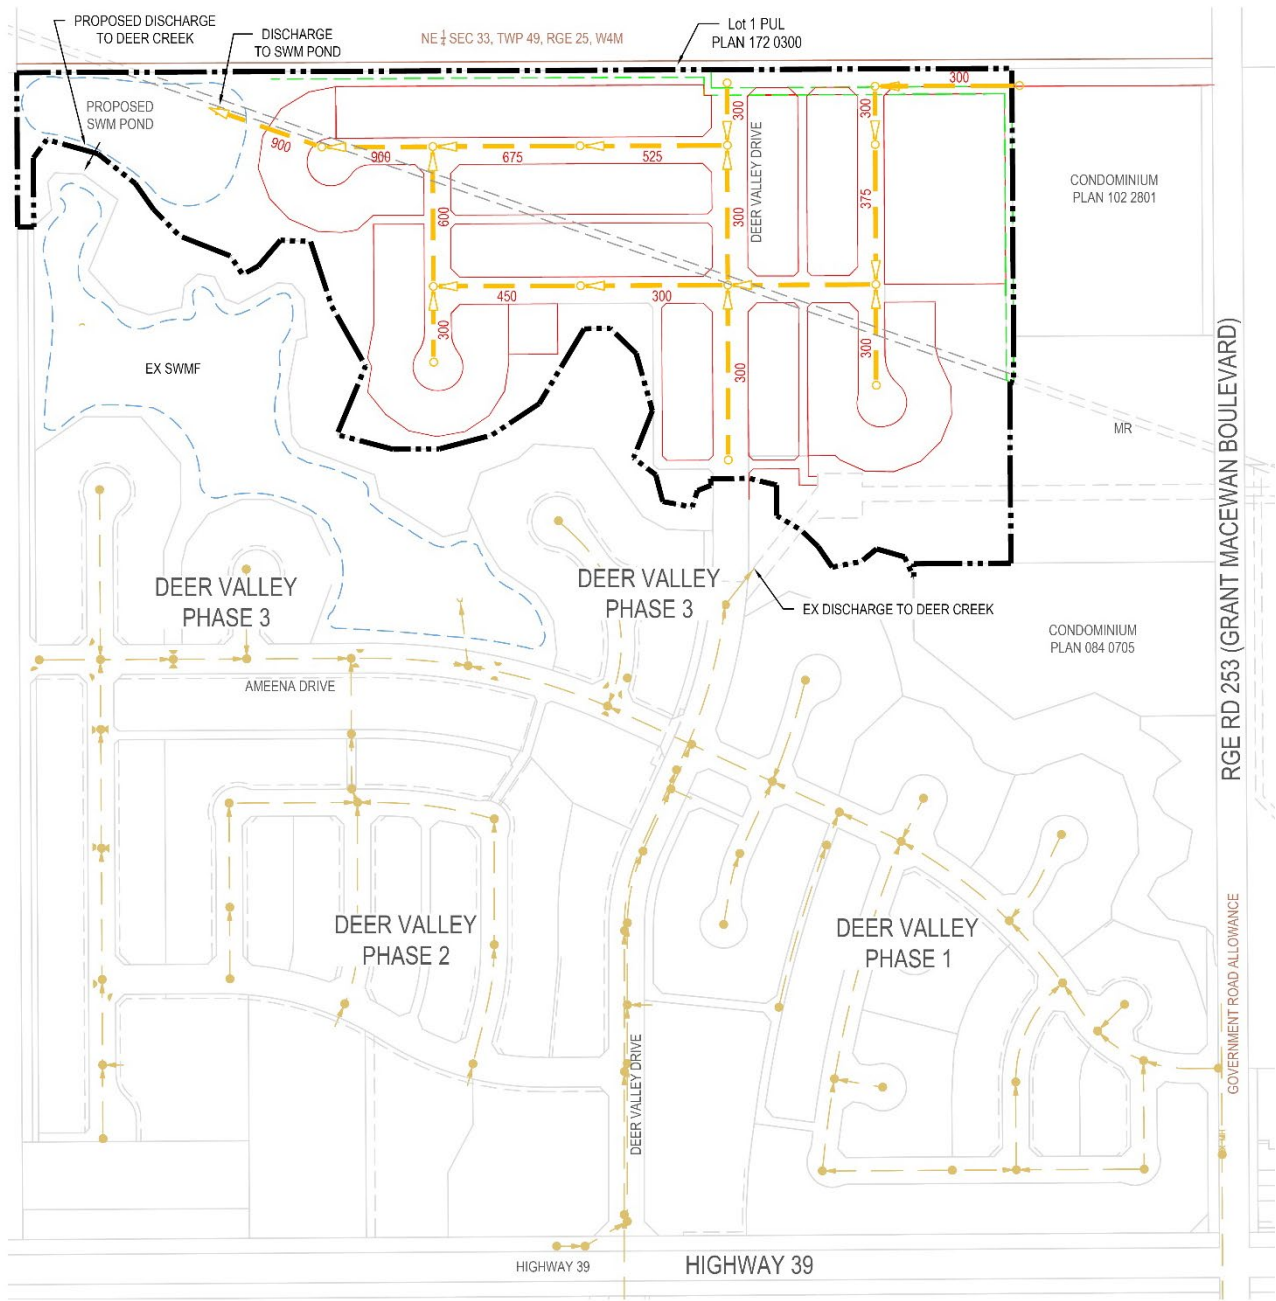 PROPOSED DISCHARGE
TO DEER CREEK
DISCHARGE
TO SWM POND
NE ¼ SEC 33, TWP 49, RGE 25, W4M
Lot 1 PUL
PLAN 172 0300
PROPOSED
SWM POND
900
900
675
525
300
DEER VALLEY DRIVE
300
300
375
300
600
450
300
300
300
300
CONDOMINIUM
PLAN 102 2801
EX SWMF
MR
RGE RD 253 (GRANT MACEWAN BOULEVARD)
DEER VALLEY
PHASE 3
DEER VALLEY
PHASE 3
EX DISCHARGE TO DEER CREEK
CONDOMINIUM
PLAN 084 0705
AMEENA DRIVE
DEER VALLEY
PHASE 2
DEER VALLEY
PHASE 1
GOVERNMENT ROAD ALLOWANCE
DEER VALLEY DRIVE
HIGHWAY 39
HIGHWAY 39